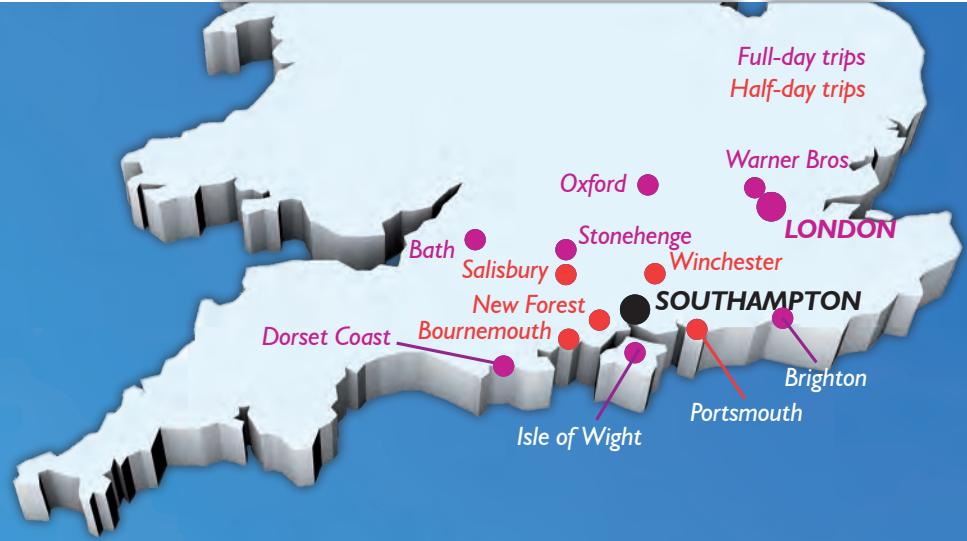 Full-day trips
Half-day trips
Warner Bros.
Oxford
LONDON
Stonehenge
Bath
Salisbury
Winchester
New Forest
SOUTHAMPTON
Bournemouth
Dorset Coast
Brighton
Portsmouth
Isle of Wight